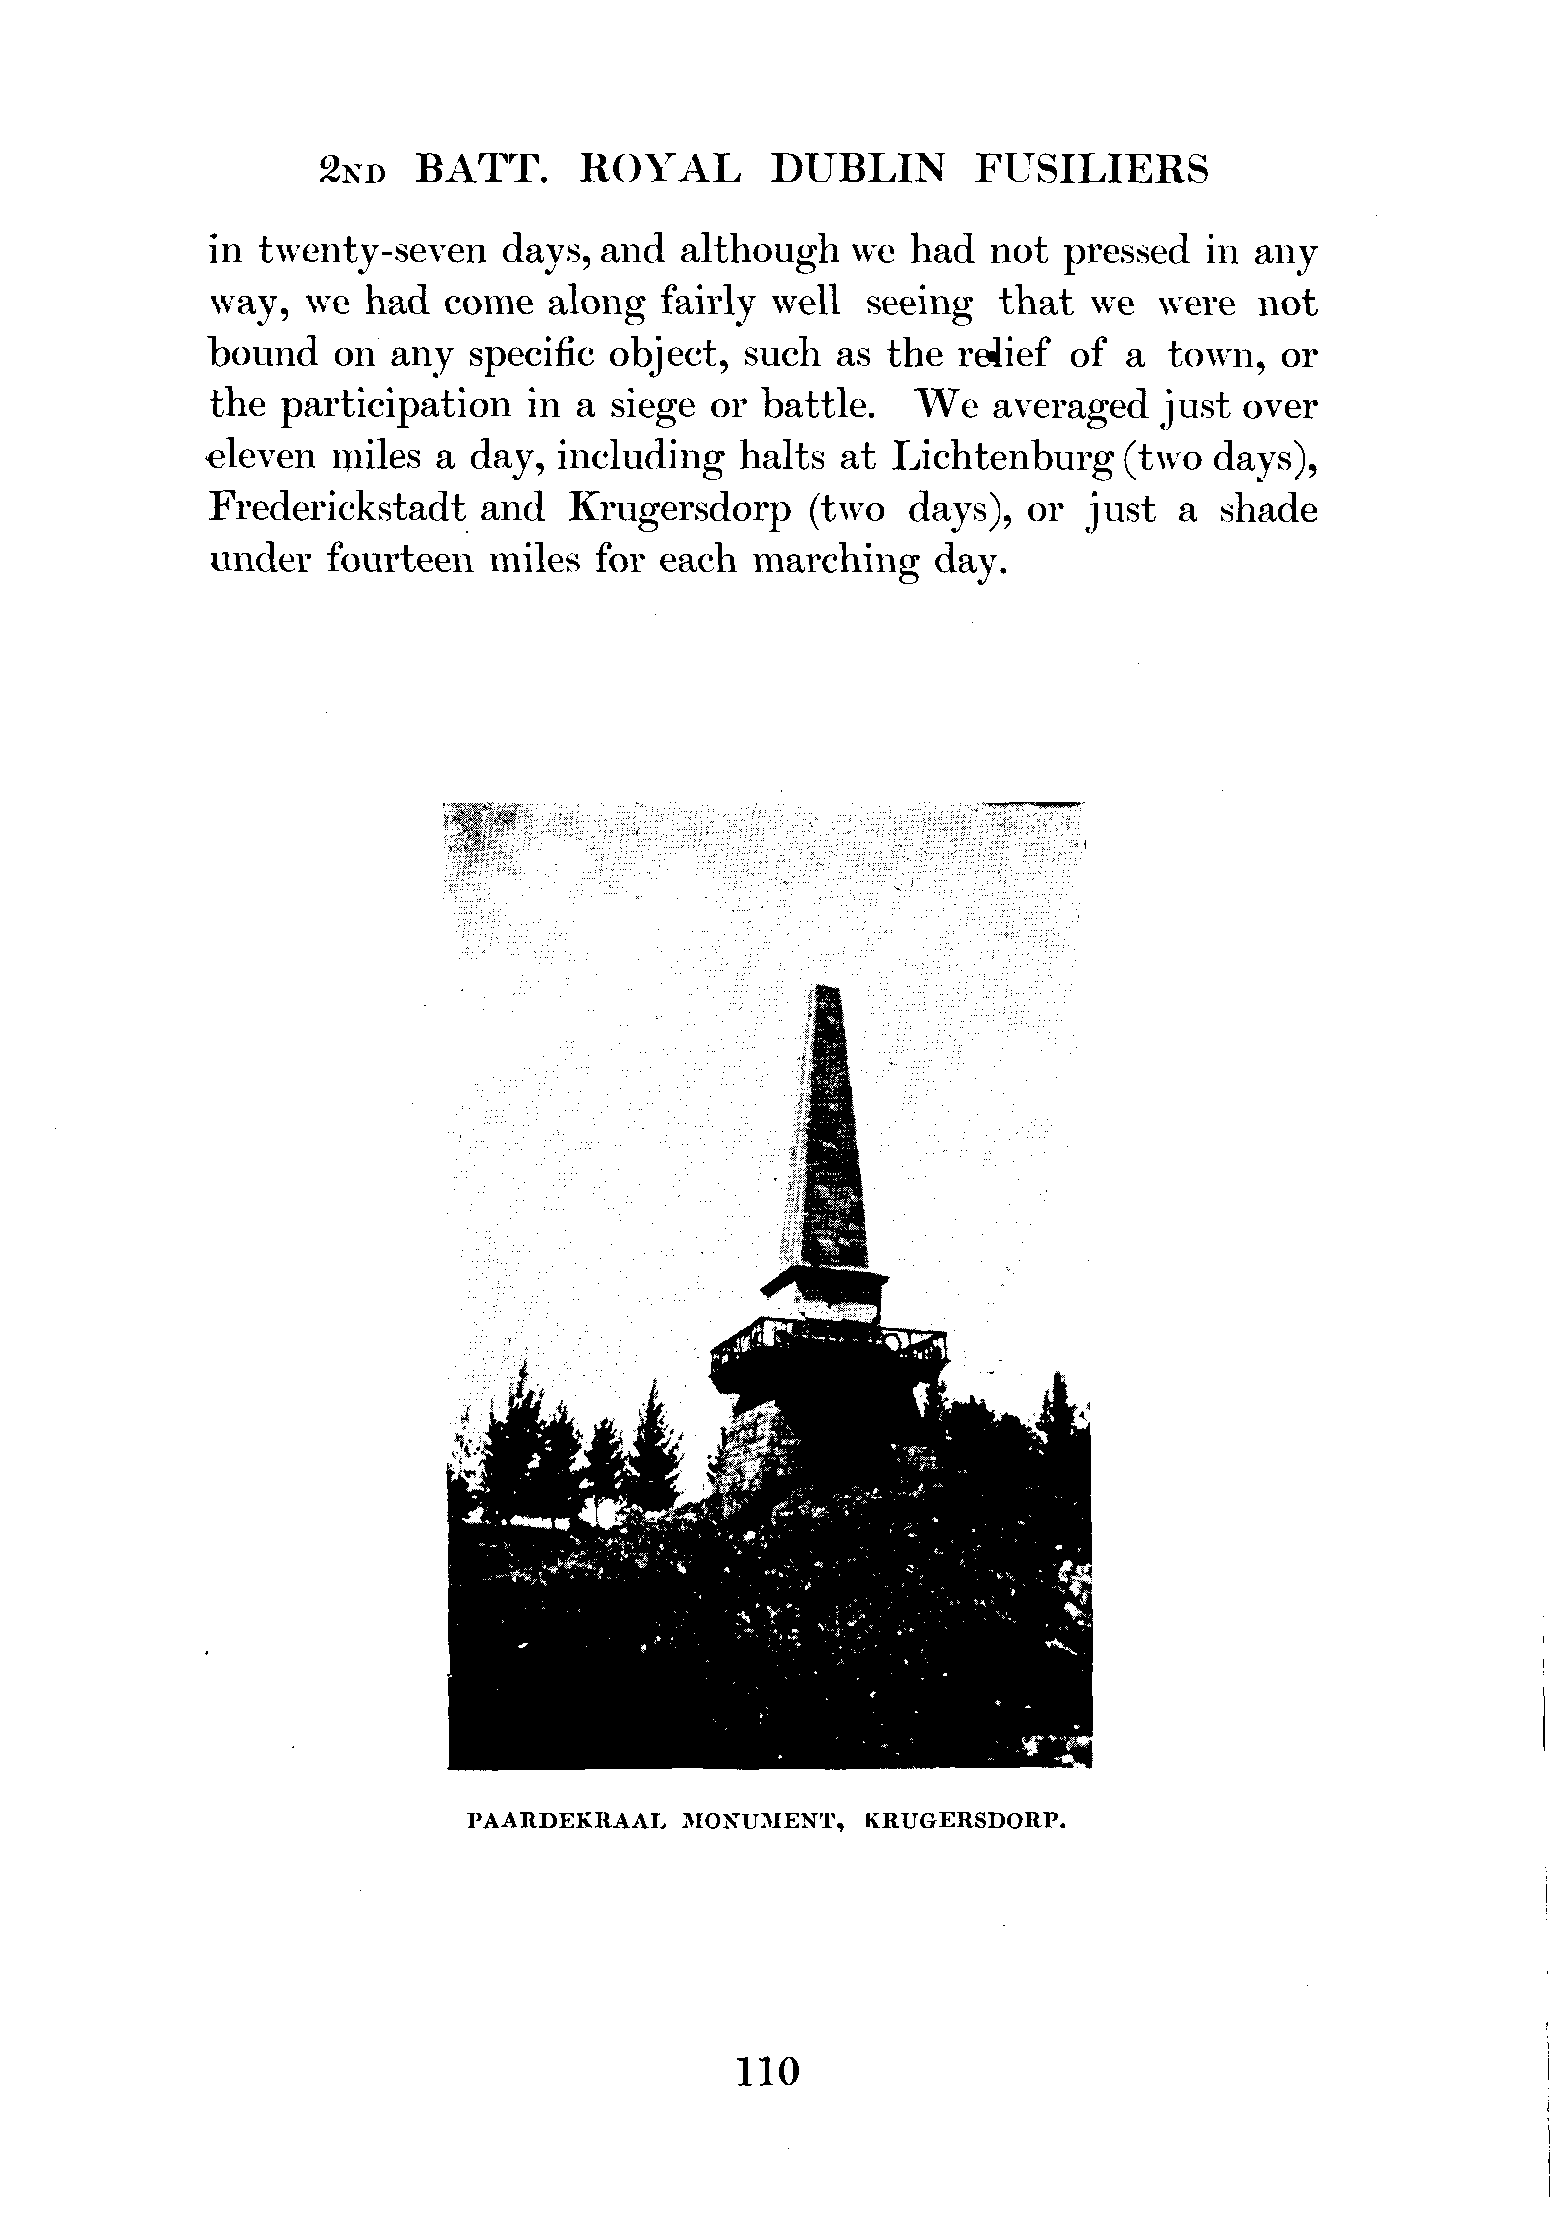 2ND BATT. ROYAL DUBLIN FUSILIERS
in twenty-seven days, and although we had not pressed in any
way, we had come along fairly well seeing that we were not
bound on any specific object, such as the relief of a town, or
the participation in a siege or battle. We averaged just over
eleven miles a day, including halts at Lichtenburg (two days),
Frederickstadt and Krugersdorp (two days), or just a shade
under fourteen miles for each marching day.
PAARDEKRAAL MONUMENT, KRUGERSDORP.
110